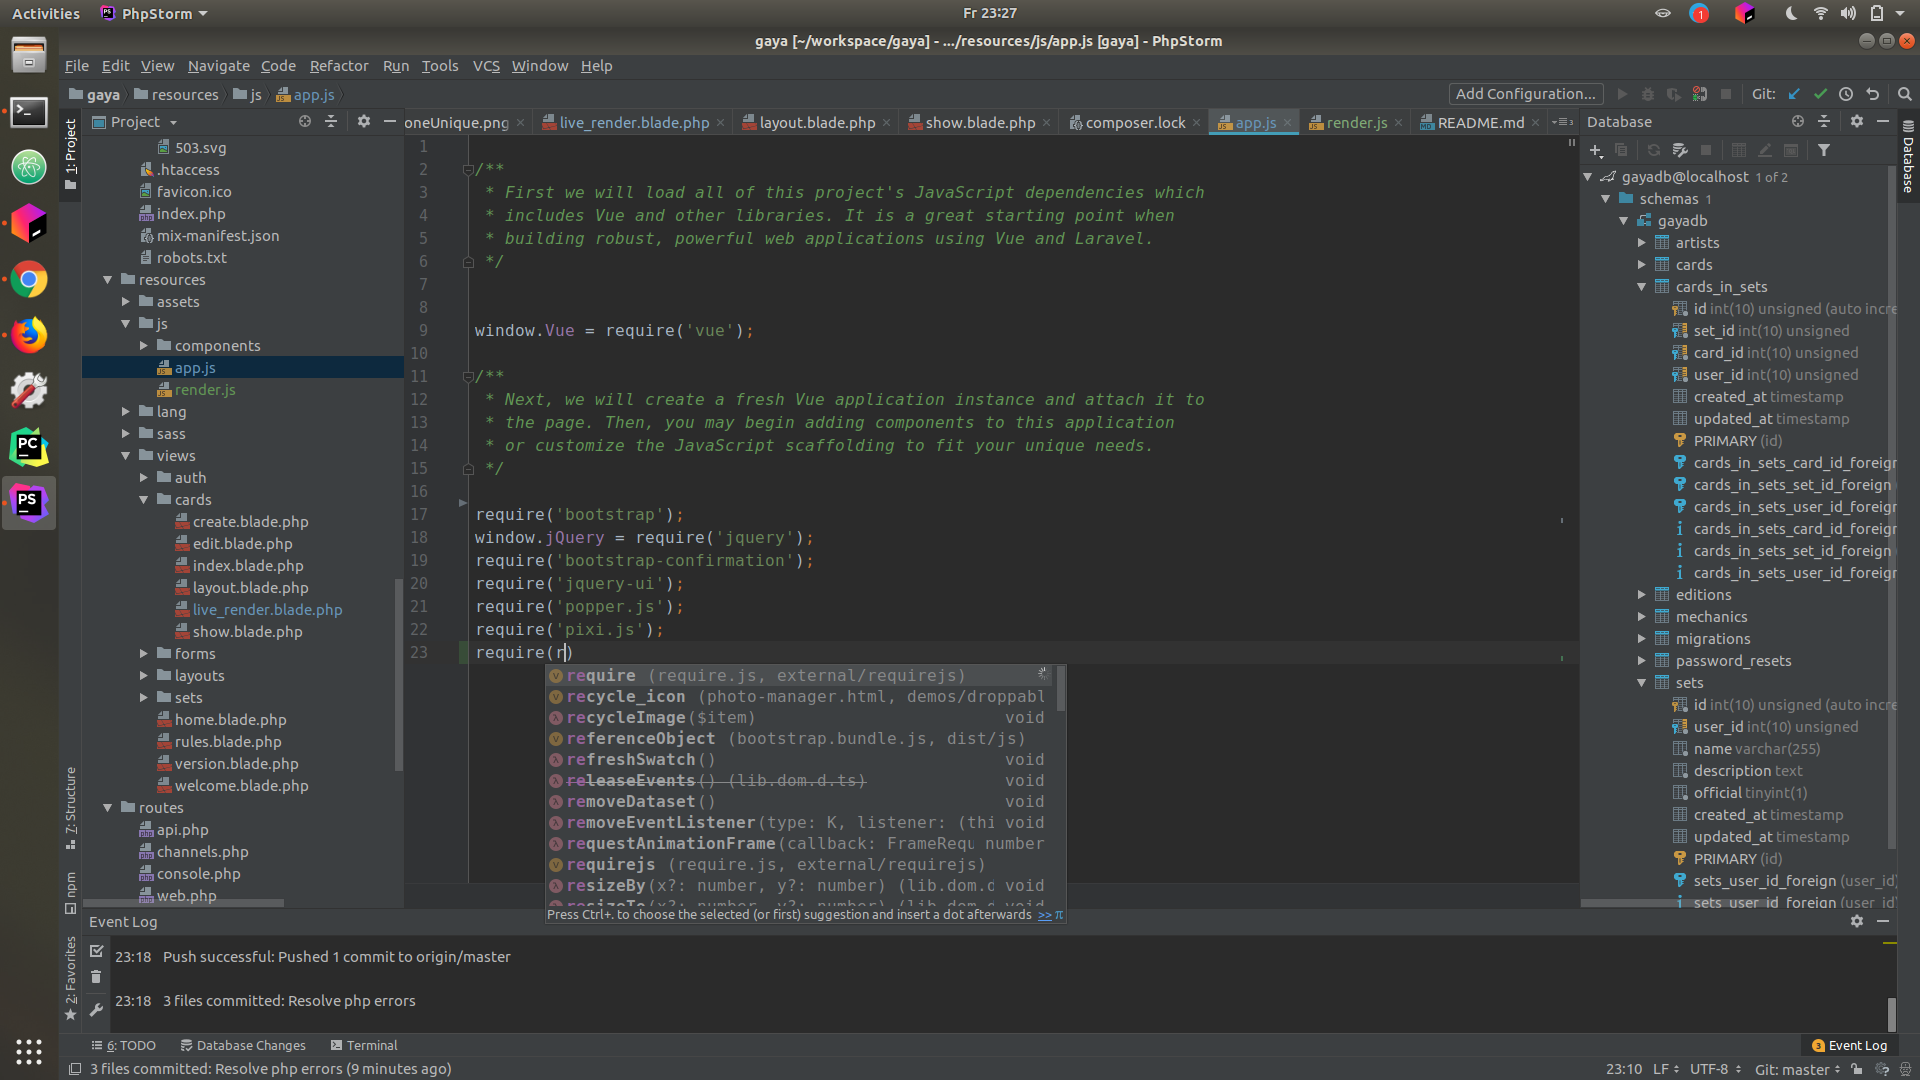 Activities
PhpStorm
Fr 23:27
1
gaya [~/workspace/gaya] - .../resources/js/app.js [gaya] - PhpStorm
File Edit View Navigate Code Refactor Run Tools VCS Window Help
gaya resources js app.js
Add Configuration...
Git:
Project
oneUnique.png
live_render.blade.php
layout.blade.php
show.blade.php
composer.lock
app.js
render.js
README.md
Database
1: Project
7: Structure
npm
2: Favorites
Database
503.svg
.htaccess
favicon.ico
index.php
mix-manifest.json
robots.txt
resources
assets
js
components
app.js
render.js
lang
sass
views
auth
cards
create.blade.php
edit.blade.php
index.blade.php
layout.blade.php
live_render.blade.php
show.blade.php
forms
layouts
sets
home.blade.php
rules.blade.php
version.blade.php
welcome.blade.php
routes
api.php
channels.php
console.php
web.php
1
2 /**
3 * First we will load all of this project's JavaScript dependencies which
4 * includes Vue and other libraries. It is a great starting point when
5 * building robust, powerful web applications using Vue and Laravel.
6 */
7
8
9 window.Vue = require('vue');
10
11 /**
12 * Next, we will create a fresh Vue application instance and attach it to
13 * the page. Then, you may begin adding components to this application
14 * or customize the JavaScript scaffolding to fit your unique needs.
15 */
16
17 require('bootstrap');
18 window.jQuery = require('jquery');
19 require('bootstrap-confirmation');
20 require('jquery-ui');
21 require('popper.js');
22 require('pixi.js');
23 require(r)
require (require.js, external/requirejs)
recycle_icon (photo-manager.html, demos/droppabl
recycleImage($item) void
referenceObject (bootstrap.bundle.js, dist/js)
refreshSwatch() void
releaseEvents() (lib.dom.d.ts) void
removeDataset() void
removeEventListener(type: K, listener: (thi void
requestAnimationFrame(callback: FrameRequ number
requirejs (require.js, external/requirejs)
resizeBy(x?: number, y?: number) (lib.dom.d void
resizeTo(x?: number, y?: number) (lib.dom.d void
Press Ctrl+. to choose the selected (or first) suggestion and insert a dot afterwards >> π
gayadb@localhost 1 of 2
schemas 1
gayadb
artists
cards
cards_in_sets
id int(10) unsigned (auto incre
set_id int(10) unsigned
card_id int(10) unsigned
user_id int(10) unsigned
created_at timestamp
updated_at timestamp
PRIMARY (id)
cards_in_sets_card_id_foreign
cards_in_sets_set_id_foreign
cards_in_sets_user_id_foreign
cards_in_sets_card_id_foreign
cards_in_sets_set_id_foreign
cards_in_sets_user_id_foreign
editions
mechanics
migrations
password_resets
sets
id int(10) unsigned (auto incre
user_id int(10) unsigned
name varchar(255)
description text
official tinyint(1)
created_at timestamp
updated_at timestamp
PRIMARY (id)
sets_user_id_foreign (user_id)
sets_user_id_foreign (user_id)
Event Log
23:18 Push successful: Pushed 1 commit to origin/master
23:18 3 files committed: Resolve php errors
6: TODO
Database Changes
Terminal
3 Event Log
3 files committed: Resolve php errors (9 minutes ago)
23:10 LF UTF-8 Git: master
PC
PS